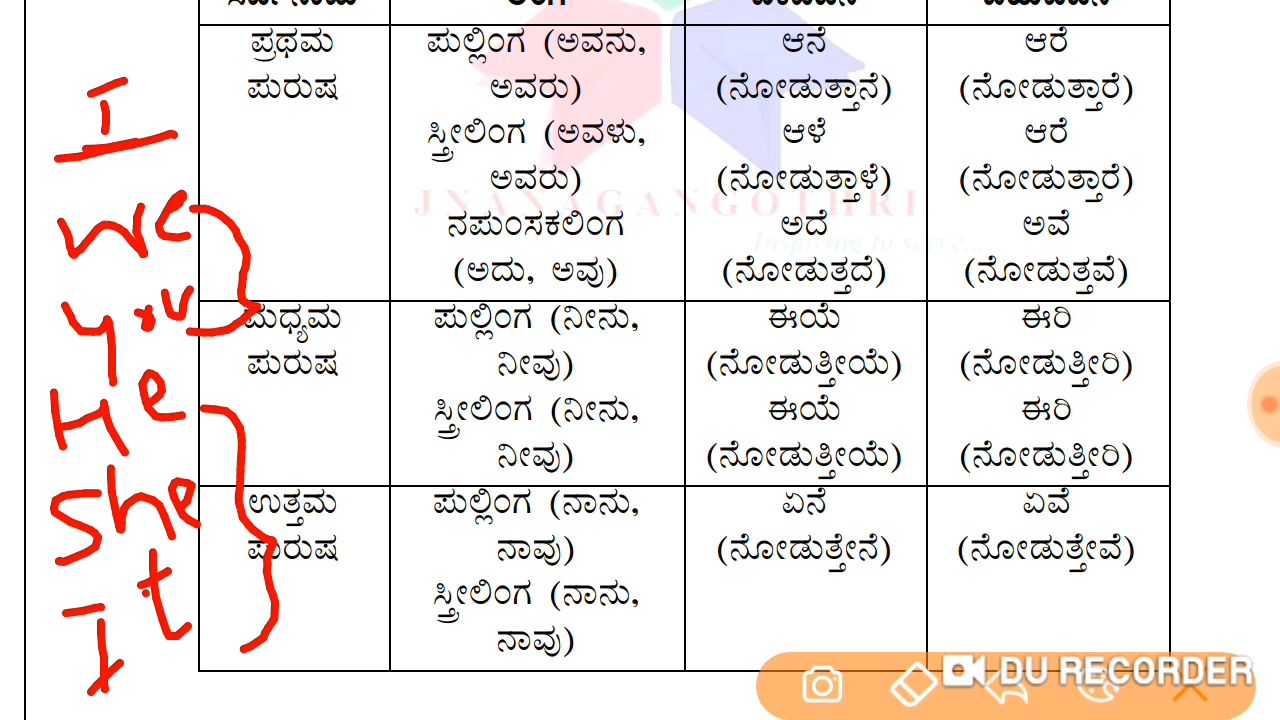 ಪ್ರಥಮ ಪುರುಷ
ಪುಲ್ಲಿಂಗ (ಅವನು, ಅವರು)
ಆನೆ (ನೋಡುತ್ತಾನೆ)
ಆರೆ (ನೋಡುತ್ತಾರೆ)
ಸ್ತ್ರೀಲಿಂಗ (ಅವಳು, ಅವರು)
ಆಳೆ (ನೋಡುತ್ತಾಳೆ)
ಆರೆ (ನೋಡುತ್ತಾರೆ)
ನಪುಂಸಕಲಿಂಗ (ಅದು, ಅವು)
ಅದೆ (ನೋಡುತ್ತದೆ)
ಅವೆ (ನೋಡುತ್ತವೆ)
ಮಧ್ಯಮ ಪುರುಷ
ಪುಲ್ಲಿಂಗ (ನೀನು, ನೀವು)
ಈಯೆ (ನೋಡುತ್ತೀಯೆ)
ಈರಿ (ನೋಡುತ್ತೀರಿ)
ಸ್ತ್ರೀಲಿಂಗ (ನೀನು, ನೀವು)
ಈಯೆ (ನೋಡುತ್ತೀಯೆ)
ಈರಿ (ನೋಡುತ್ತೀರಿ)
ಉತ್ತಮ ಪುರುಷ
ಪುಲ್ಲಿಂಗ (ನಾನು, ನಾವು)
ಏನೆ (ನೋಡುತ್ತೇನೆ)
ಏವೆ (ನೋಡುತ್ತೇವೆ)
ಸ್ತ್ರೀಲಿಂಗ (ನಾನು, ನಾವು)
I
we
you
He
She
It
JNANAGANGOTHRI
Inspiring to serve...
DU RECORDER